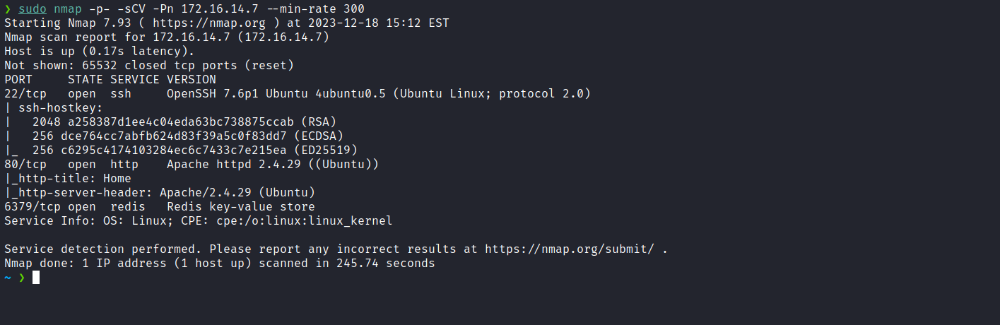 ❯ sudo nmap -p- -sCV -Pn 172.16.14.7 --min-rate 300
Starting Nmap 7.93 ( https://nmap.org ) at 2023-12-18 15:12 EST
Nmap scan report for 172.16.14.7 (172.16.14.7)
Host is up (0.17s latency).
Not shown: 65532 closed tcp ports (reset)
PORT     STATE SERVICE VERSION
22/tcp   open  ssh     OpenSSH 7.6p1 Ubuntu 4ubuntu0.5 (Ubuntu Linux; protocol 2.0)
| ssh-hostkey:
|   2048 a258387d1ee4c04eda63bc738875ccab (RSA)
|   256 dce764cc7abfb624d83f39a5c0f83dd7 (ECDSA)
|_  256 c6295c4174103284ec6c7433c7e215ea (ED25519)
80/tcp   open  http    Apache httpd 2.4.29 ((Ubuntu))
|_http-title: Home
|_http-server-header: Apache/2.4.29 (Ubuntu)
6379/tcp open  redis   Redis key-value store
Service Info: OS: Linux; CPE: cpe:/o:linux:linux_kernel

Service detection performed. Please report any incorrect results at https://nmap.org/submit/ .
Nmap done: 1 IP address (1 host up) scanned in 245.74 seconds
~ ❯